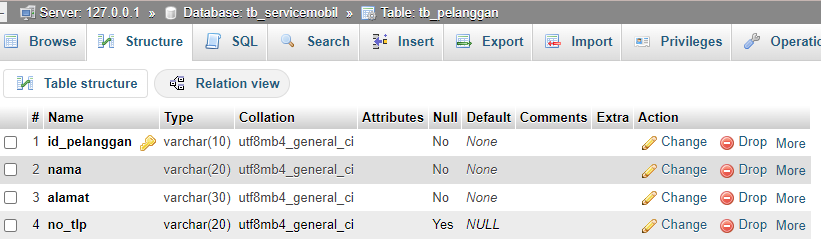 Server: 127.0.0.1 » Database: tb_servicemobil » Table: tb_pelanggan
Browse Structure SQL Search Insert Export Import Privileges Operatio
Table structure Relation view
# Name Type Collation Attributes Null Default Comments Extra Action
1 id_pelanggan varchar(10) utf8mb4_general_ci No None Change Drop More
2 nama varchar(20) utf8mb4_general_ci No None Change Drop More
3 alamat varchar(30) utf8mb4_general_ci No None Change Drop More
4 no_tlp varchar(20) utf8mb4_general_ci Yes NULL Change Drop More